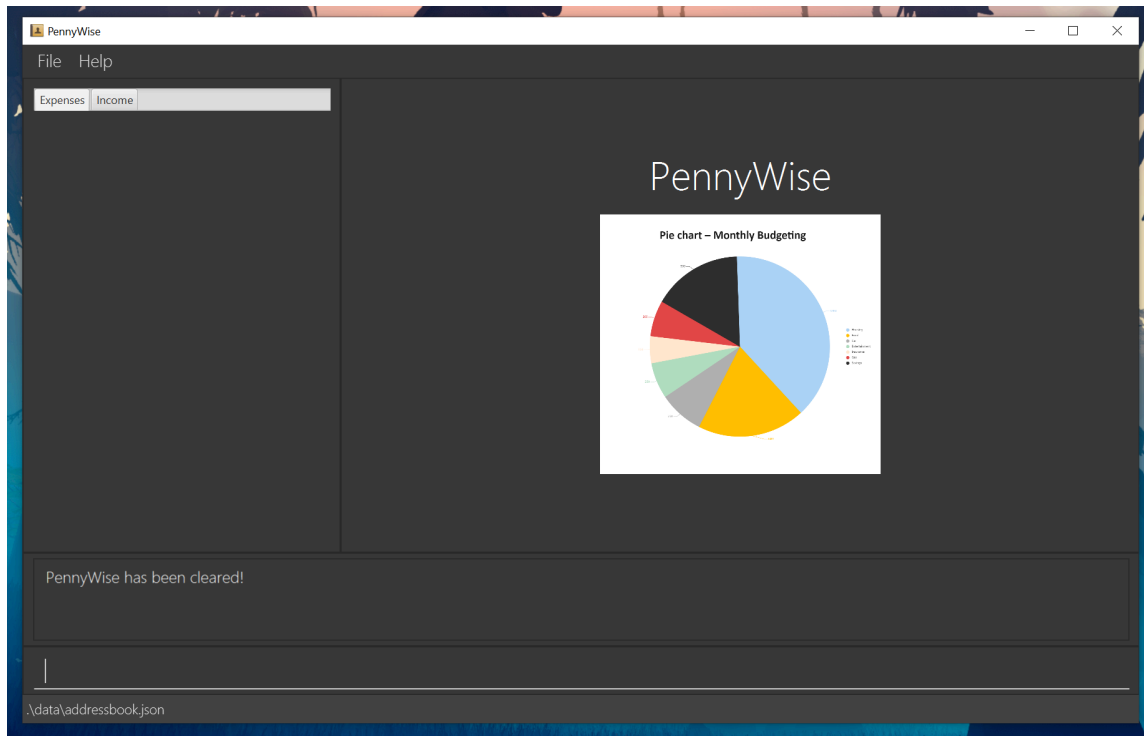 PennyWise
File Help
Expenses Income
PennyWise
Pie chart – Monthly Budgeting
PennyWise has been cleared!
.\data\addressbook.json